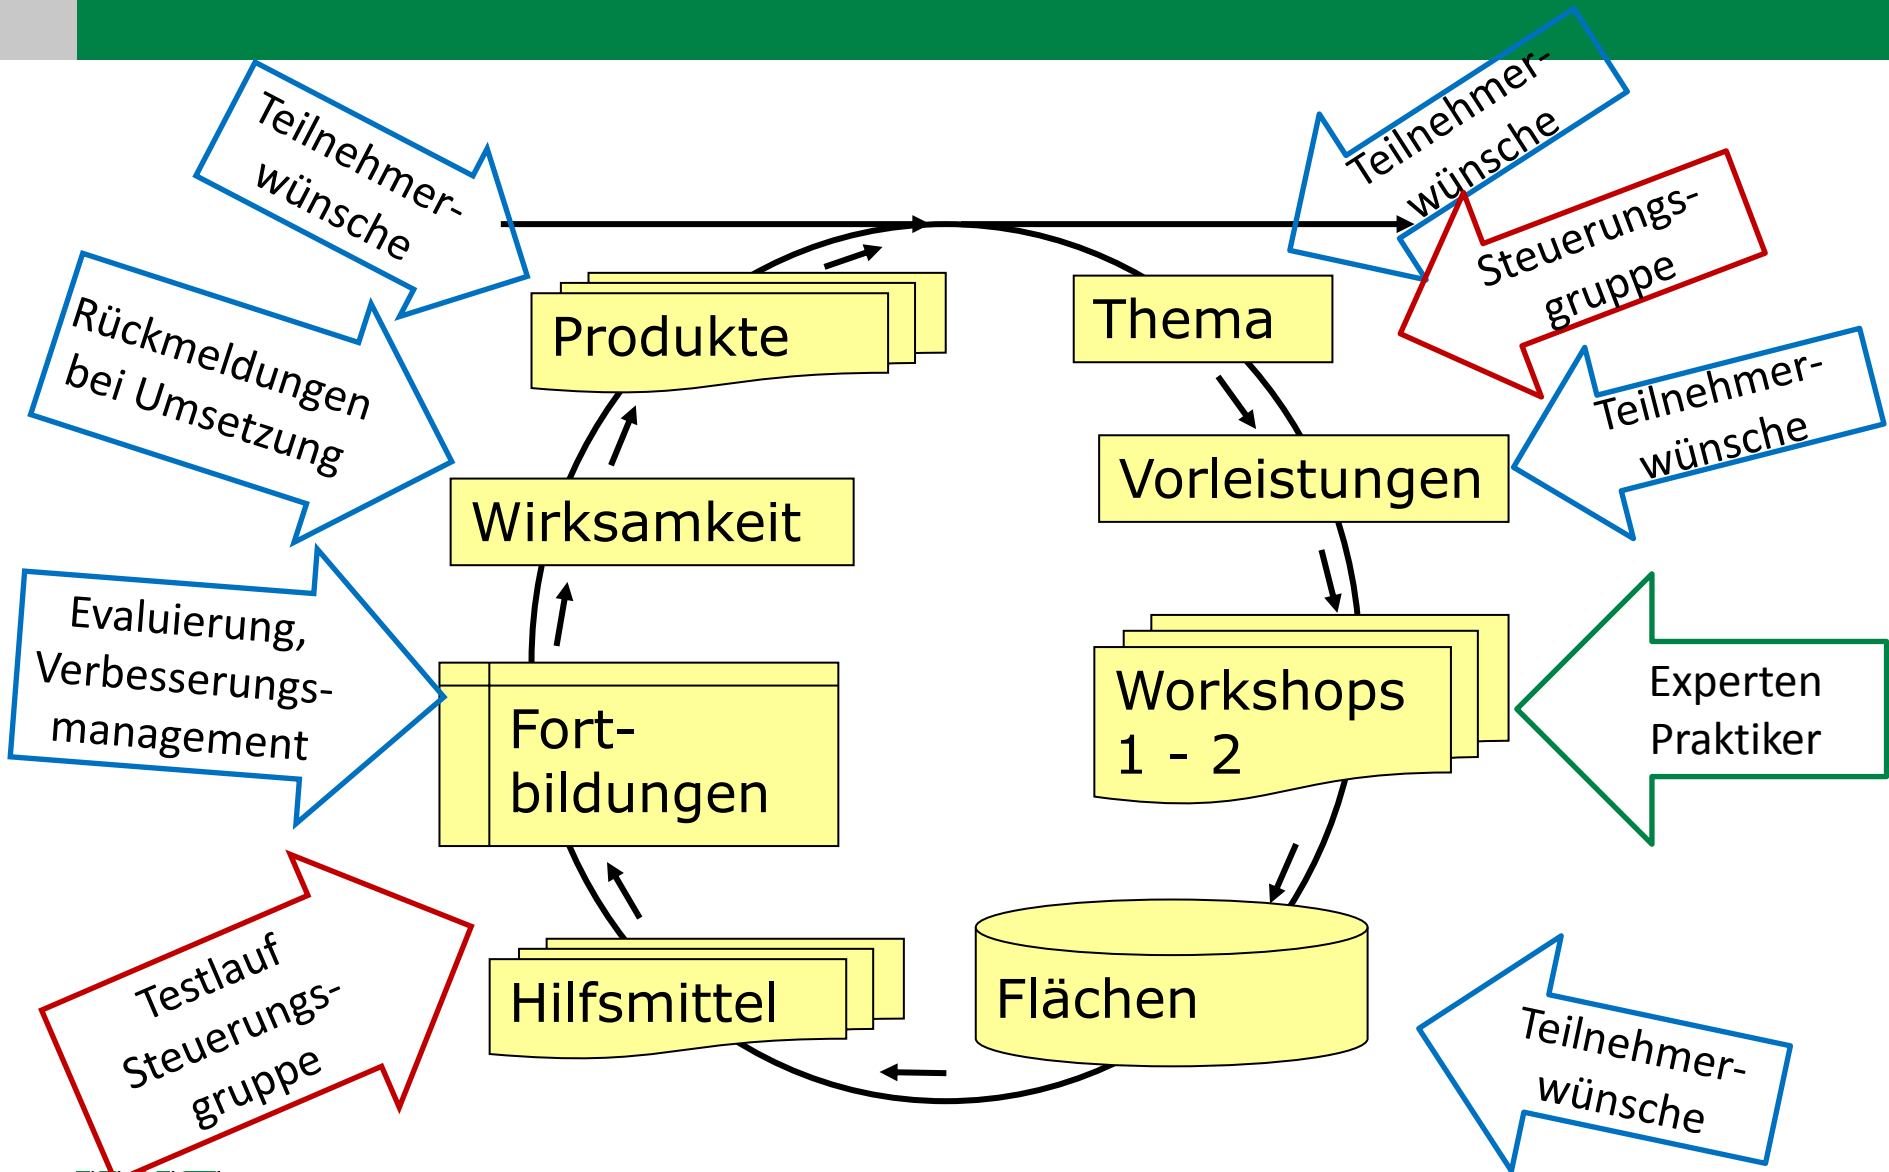 Teilnehmer-
wünsche
Teilnehmer-
wünsche
Steuerungs-
gruppe
Rückmeldungen
bei Umsetzung
Produkte
Thema
Teilnehmer-
wünsche
Wirksamkeit
Vorleistungen
Evaluierung,
Verbesserungs-
management
Fort-
bildungen
Workshops
1 - 2
Experten
Praktiker
Testlauf
Steuerungs-
gruppe
Hilfsmittel
Flächen
Teilnehmer-
wünsche